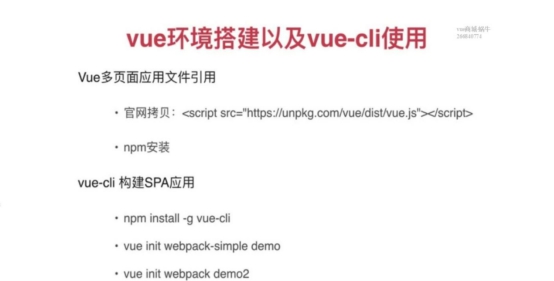 vue环境搭建以及vue-cli使用
Vue多页面应用文件引用
• 官网拷贝：<script src="https://unpkg.com/vue/dist/vue.js"></script>
• npm安装
vue-cli 构建SPA应用
• npm install -g vue-cli
• vue init webpack-simple demo
• vue init webpack demo2